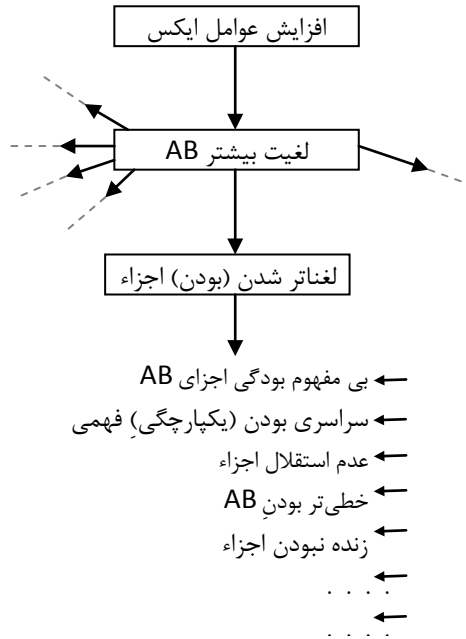 افزایش عوامل ایکس
لغیت بیشتر AB
لغناتر شدن (بودن) اجزاء
بی مفهوم بودگی اجزای AB
سراسری بودن (یکپارچگی)ِ فهمی
عدم استقلال اجزاء
خطی‌تر بودنِ AB
زنده نبودن اجزاء
. . . .
. . . .